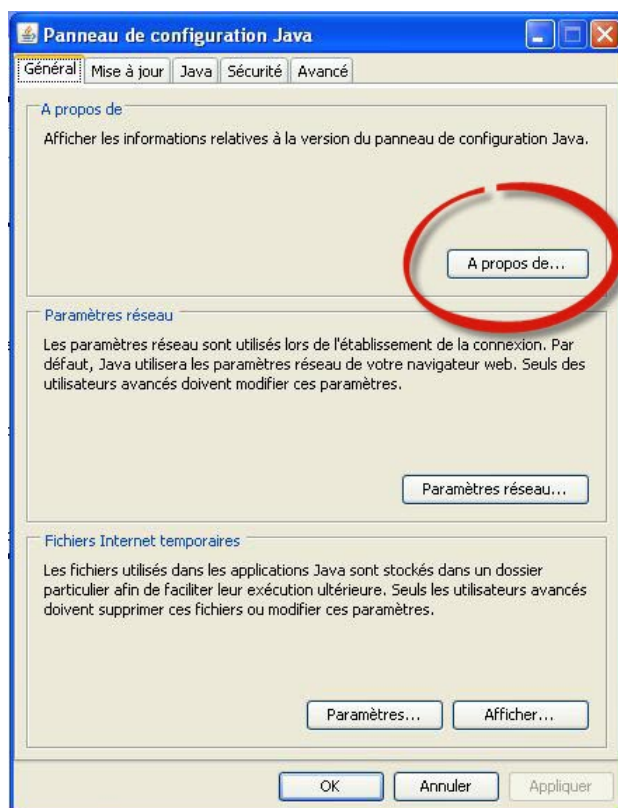 Panneau de configuration Java
Général Mise à jour Java Sécurité Avancé
A propos de
Afficher les informations relatives à la version du panneau de configuration Java.
A propos de...
Paramètres réseau
Les paramètres réseau sont utilisés lors de l'établissement de la connexion. Par
défaut, Java utilisera les paramètres réseau de votre navigateur web. Seuls des
utilisateurs avancés doivent modifier ces paramètres.
Paramètres réseau...
Fichiers Internet temporaires
Les fichiers utilisés dans les applications Java sont stockés dans un dossier
particulier afin de faciliter leur exécution ultérieure. Seuls les utilisateurs avancés
doivent supprimer ces fichiers ou modifier ces paramètres.
Paramètres... Afficher...
OK Annuler Appliquer